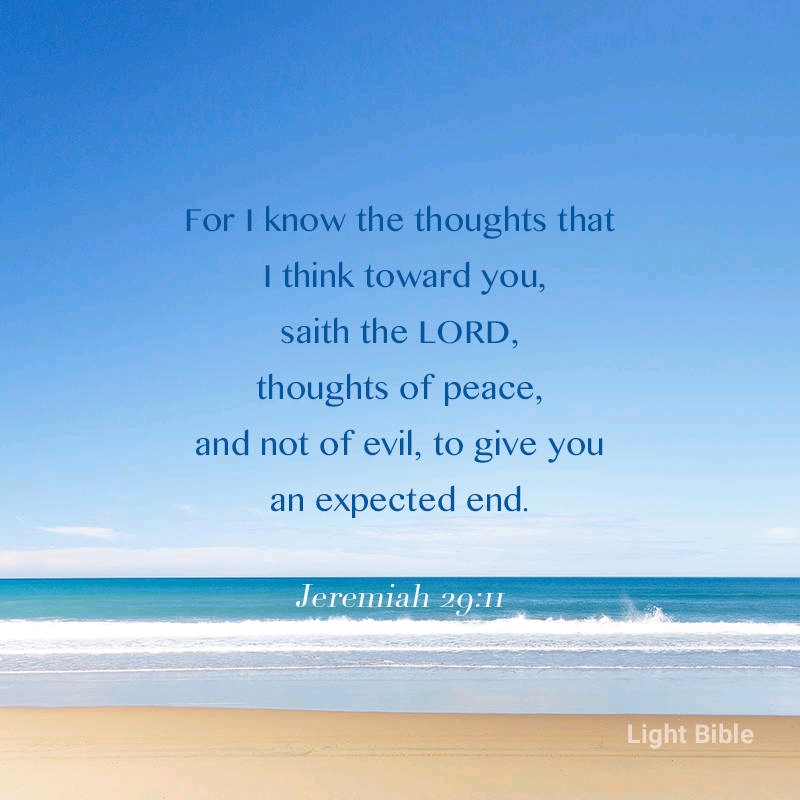 For I know the thoughts that
I think toward you,
saith the LORD,
thoughts of peace,
and not of evil, to give you
an expected end.
Jeremiah 29:11
Light Bible